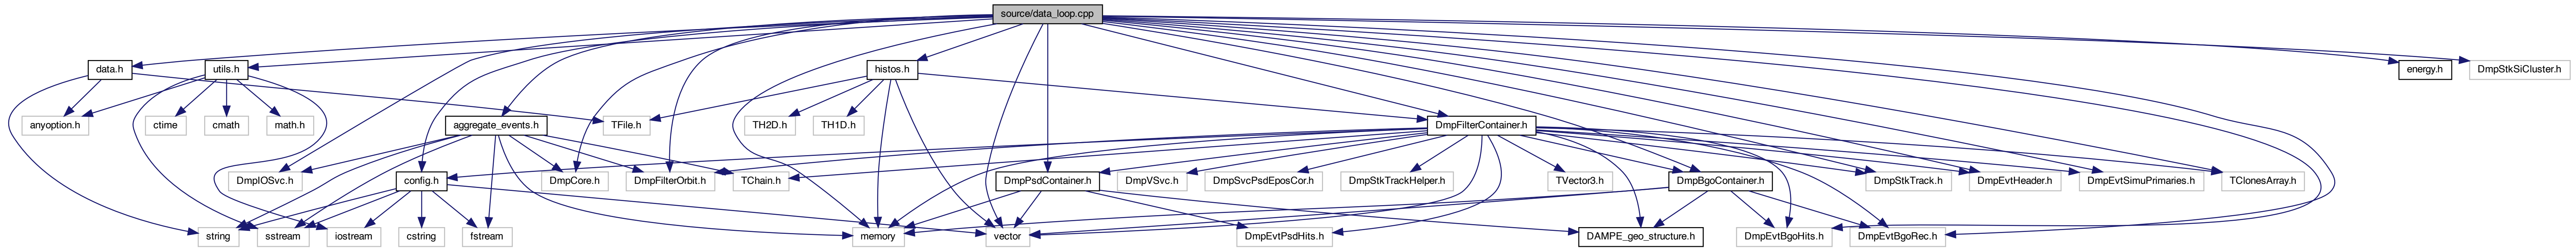 source/data_loop.cpp
data.h
utils.h
histos.h
energy.h
DmpStkSiCluster.h
anyoption.h
ctime
cmath
math.h
aggregate_events.h
TFile.h
TH2D.h
TH1D.h
DmpFilterContainer.h
DmpIOSvc.h
config.h
DmpCore.h
DmpFilterOrbit.h
TChain.h
DmpPsdContainer.h
DmpVSvc.h
DmpSvcPsdEposCor.h
DmpStkTrackHelper.h
TVector3.h
DmpBgoContainer.h
DmpStkTrack.h
DmpEvtHeader.h
DmpEvtSimuPrimaries.h
TClonesArray.h
string
sstream
iostream
cstring
fstream
memory
vector
DmpEvtPsdHits.h
DAMPE_geo_structure.h
DmpEvtBgoHits.h
DmpEvtBgoRec.h